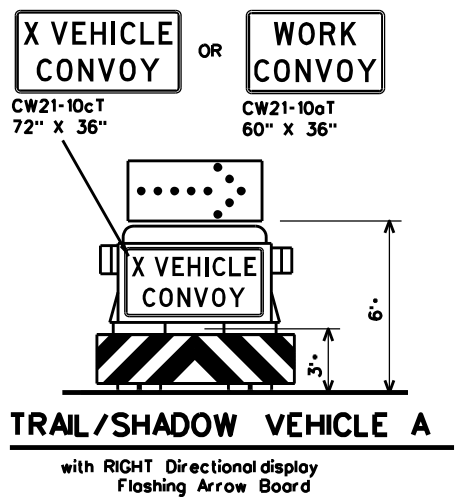 X VEHICLE
CONVOY
OR
WORK
CONVOY
CW21-10cT
72" X 36"
CW21-10aT
60" X 36"
X VEHICLE
CONVOY
6'±
3'±
TRAIL/SHADOW VEHICLE A
with RIGHT Directional display
Flashing Arrow Board